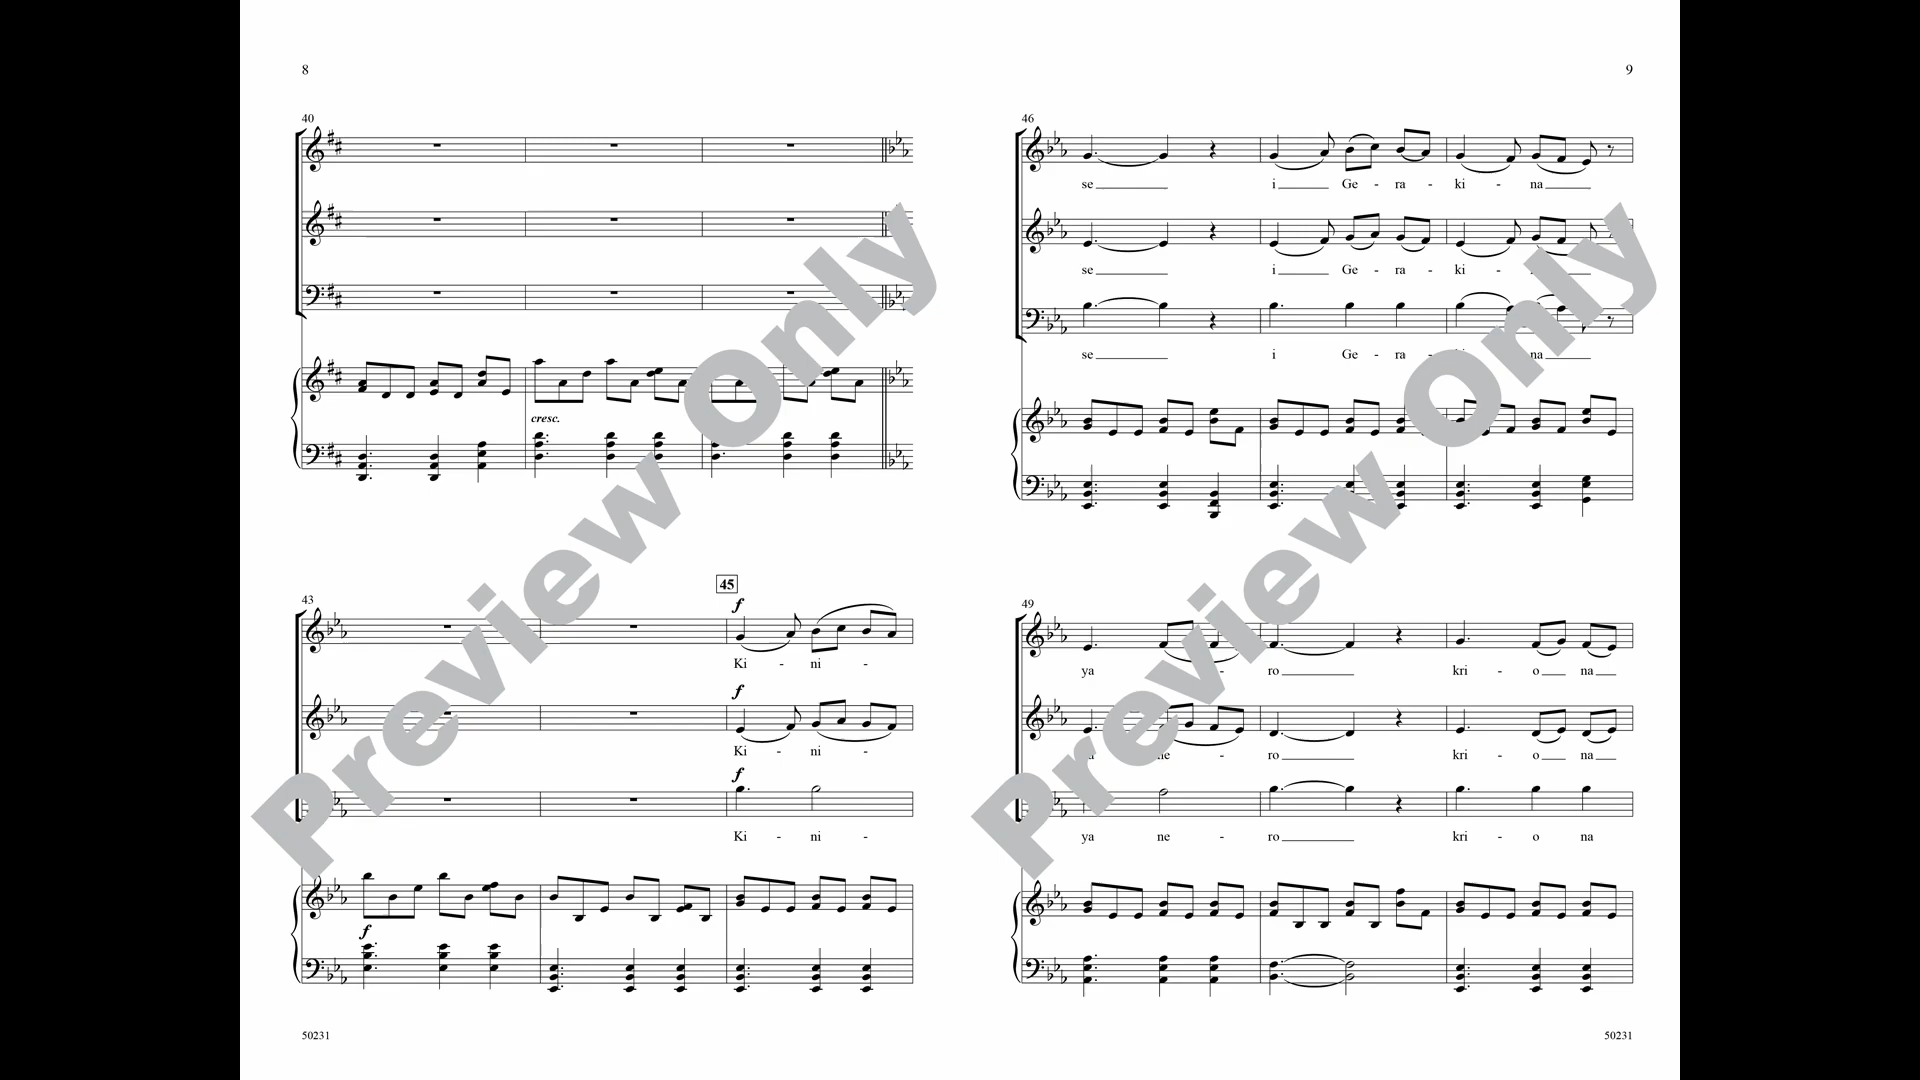 8
40
cresc.
43
45
f
Ki - ni -
f
Ki - ni -
f
Ki - ni -
f
50231
Preview Only
9
46
se i Ge - ra - ki - na
se i Ge - ra - ki -
se i Ge - ra - na
49
ya - ro kri - o na
- ro kri - o na
ya ne - ro kri - o na
50231
Preview Only